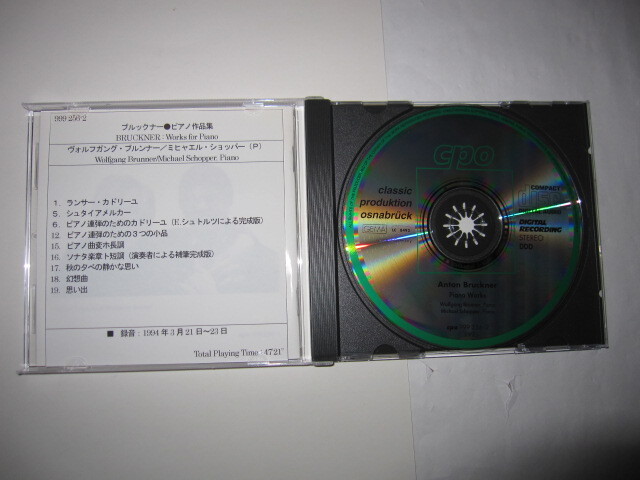 999 256-2
ブルックナー●ピアノ作品集
BRUCKNER : Works for Piano
ヴォルフガング・ブルンナー／ミヒャエル・ショッパー〔P〕
Wolfgang Brunner/Michael Schopper, Piano
1. ランサー・カドリーユ
5. シュタイアメルカー
6. ピアノ連弾のためのカドリーユ（E.シュトルツによる完成版）
12. ピアノ連弾のための3つの小品
15. ピアノ曲変ホ長調
16. ソナタ楽章ト短調（演奏者による補筆完成版）
17. 秋の夕べの静かな思い
18. 幻想曲
19. 思い出
■ 録音：1994年3月21日〜23日
Total Playing Time : 47'21"
cpo
classic
produktion
osnabrück
GEMA
COMPACT
DIGITAL
RECORDING
STEREO
DDD
Anton Bruckner
Piano Works
Wolfgang Brunner, Piano
Michael Schopper, Piano